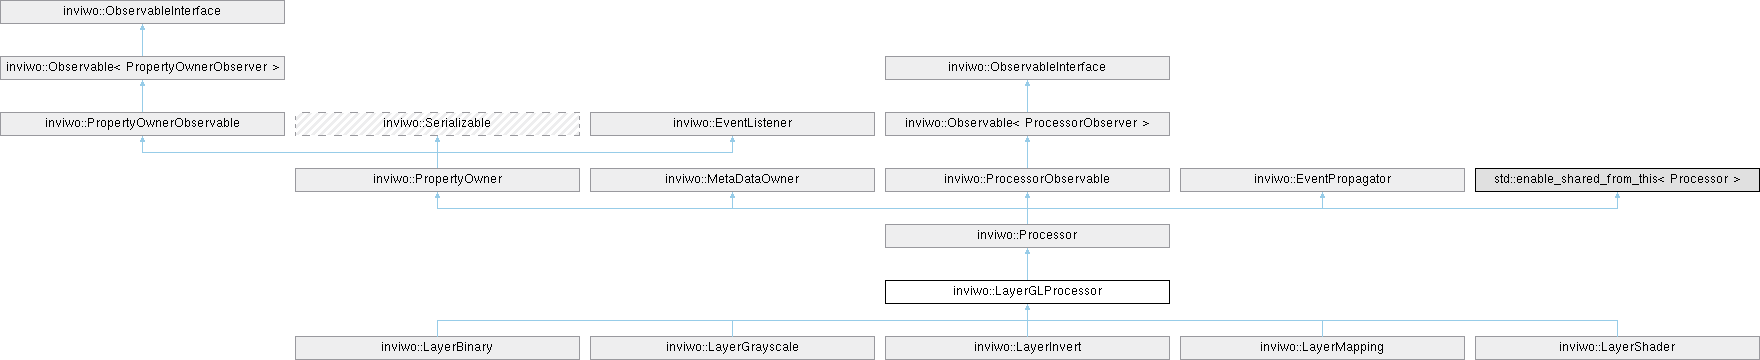 inviwo::ObservableInterface
inviwo::Observable< PropertyOwnerObserver >
inviwo::ObservableInterface
inviwo::PropertyOwnerObservable
inviwo::Serializable
inviwo::EventListener
inviwo::Observable< ProcessorObserver >
inviwo::PropertyOwner
inviwo::MetaDataOwner
inviwo::ProcessorObservable
inviwo::EventPropagator
std::enable_shared_from_this< Processor >
inviwo::Processor
inviwo::LayerGLProcessor
inviwo::LayerBinary
inviwo::LayerGrayscale
inviwo::LayerInvert
inviwo::LayerMapping
inviwo::LayerShader